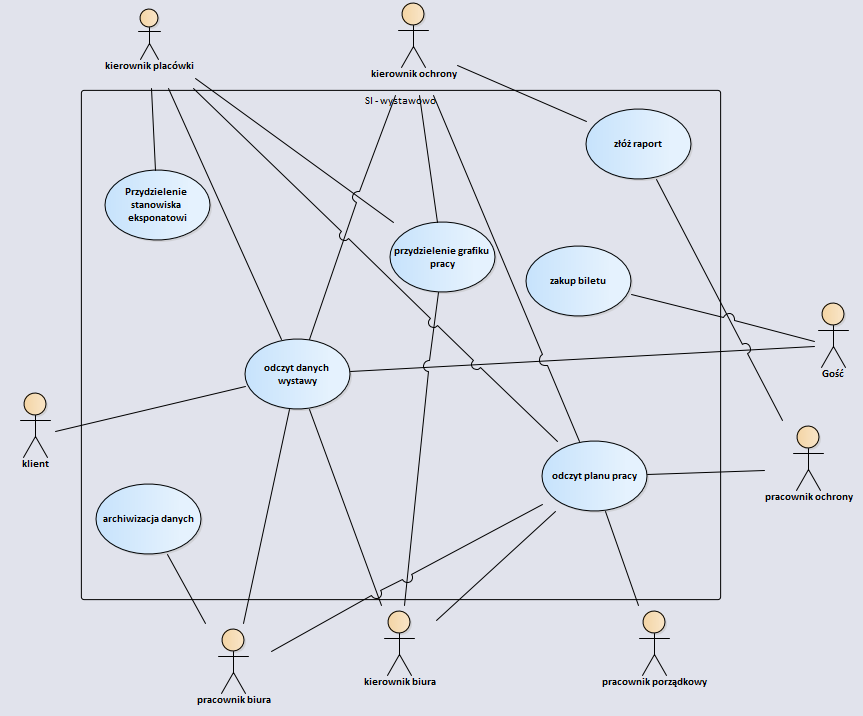 kierownik placówki
kierownik ochrony
SI - wystawowo
złóż raport
Przydzielenie
stanowiska
eksponatowi
przydzielenie grafiku
pracy
zakup biletu
Gość
odczyt danych
wystawy
klient
odczyt planu pracy
pracownik ochrony
archiwizacja danych
pracownik biura
kierownik biura
pracownik porządkowy